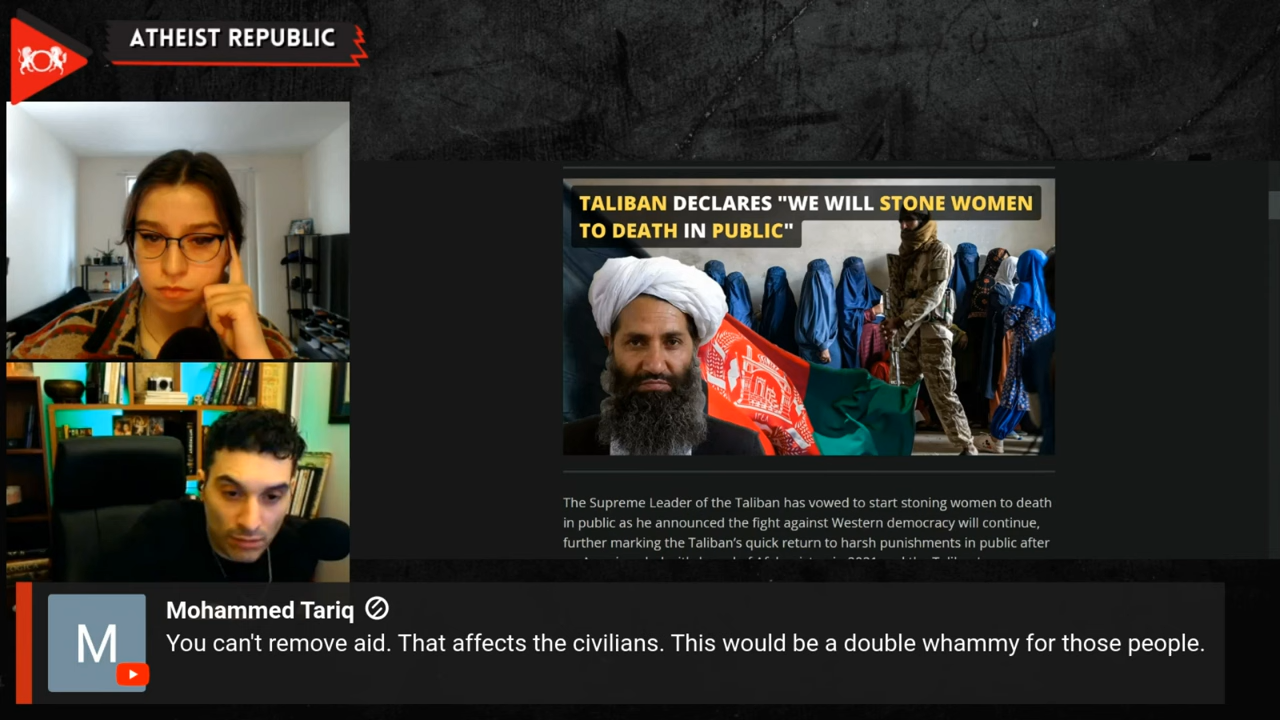 ATHEIST REPUBLIC
TALIBAN DECLARES "WE WILL STONE WOMEN
TO DEATH IN PUBLIC"
The Supreme Leader of the Taliban has vowed to start stoning women to death
in public as he announced the fight against Western democracy will continue,
further marking the Taliban's quick return to harsh punishments in public after
M
Mohammed Tariq
You can't remove aid. That affects the civilians. This would be a double whammy for those people.